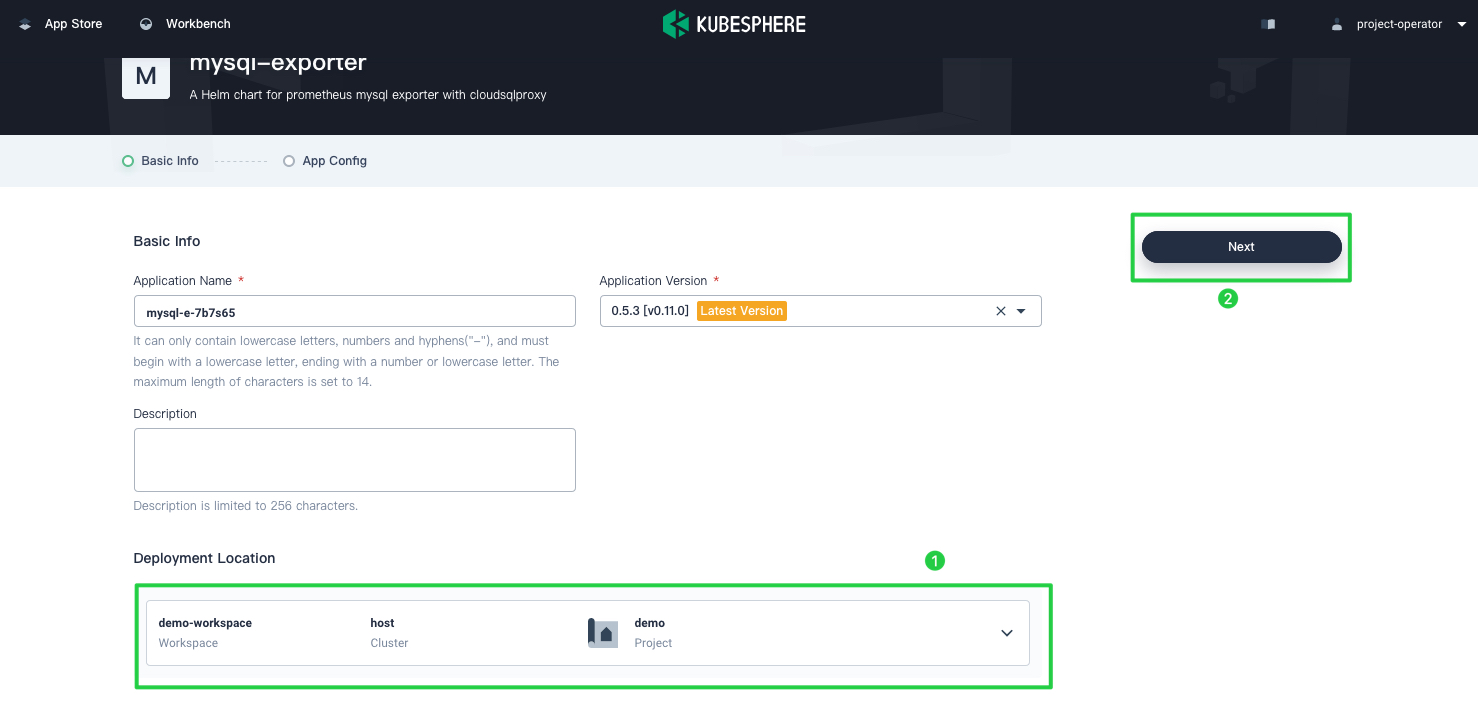 App Store
Workbench
KUBESPHERE
project-operator
M
mysql-exporter
A Helm chart for prometheus mysql exporter with cloudsqlproxy
Basic Info
App Config
Basic Info
Next
Application Name *
Application Version *
mysql-e-7b7s65
0.5.3 [v0.11.0] Latest Version
2
It can only contain lowercase letters, numbers and hyphens("-"), and must
begin with a lowercase letter, ending with a number or lowercase letter. The
maximum length of characters is set to 14.
Description
Description is limited to 256 characters.
Deployment Location
1
demo-workspace
Workspace
host
Cluster
demo
Project